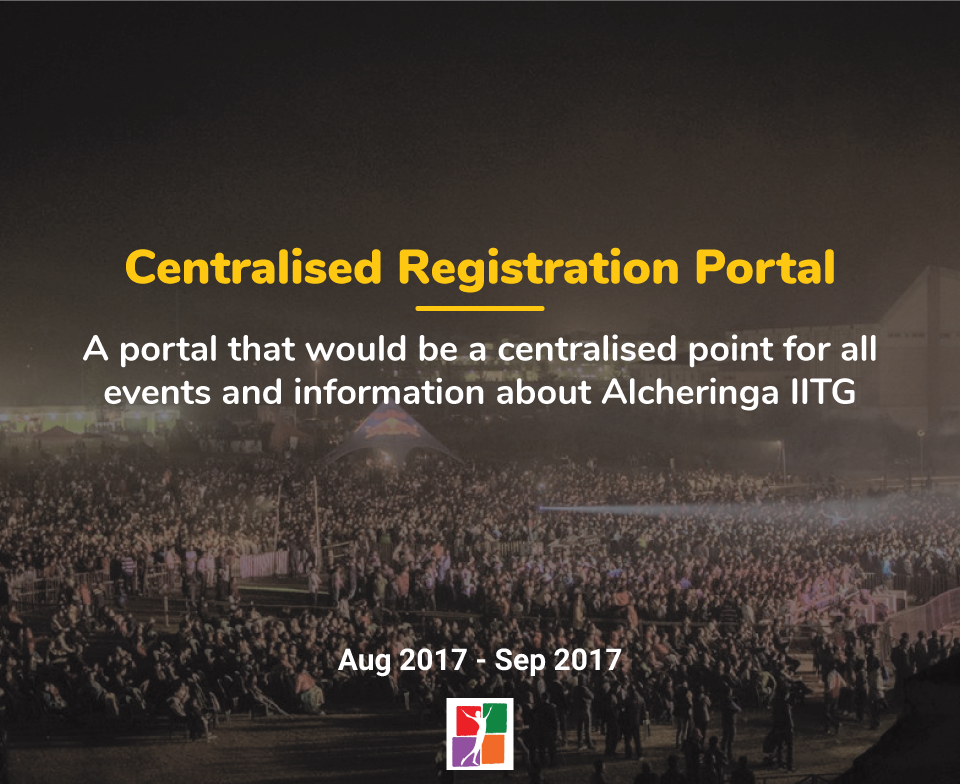 Centralised Registration Portal
A portal that would be a centralised point for all
events and information about Alcheringa IITG
Aug 2017 - Sep 2017